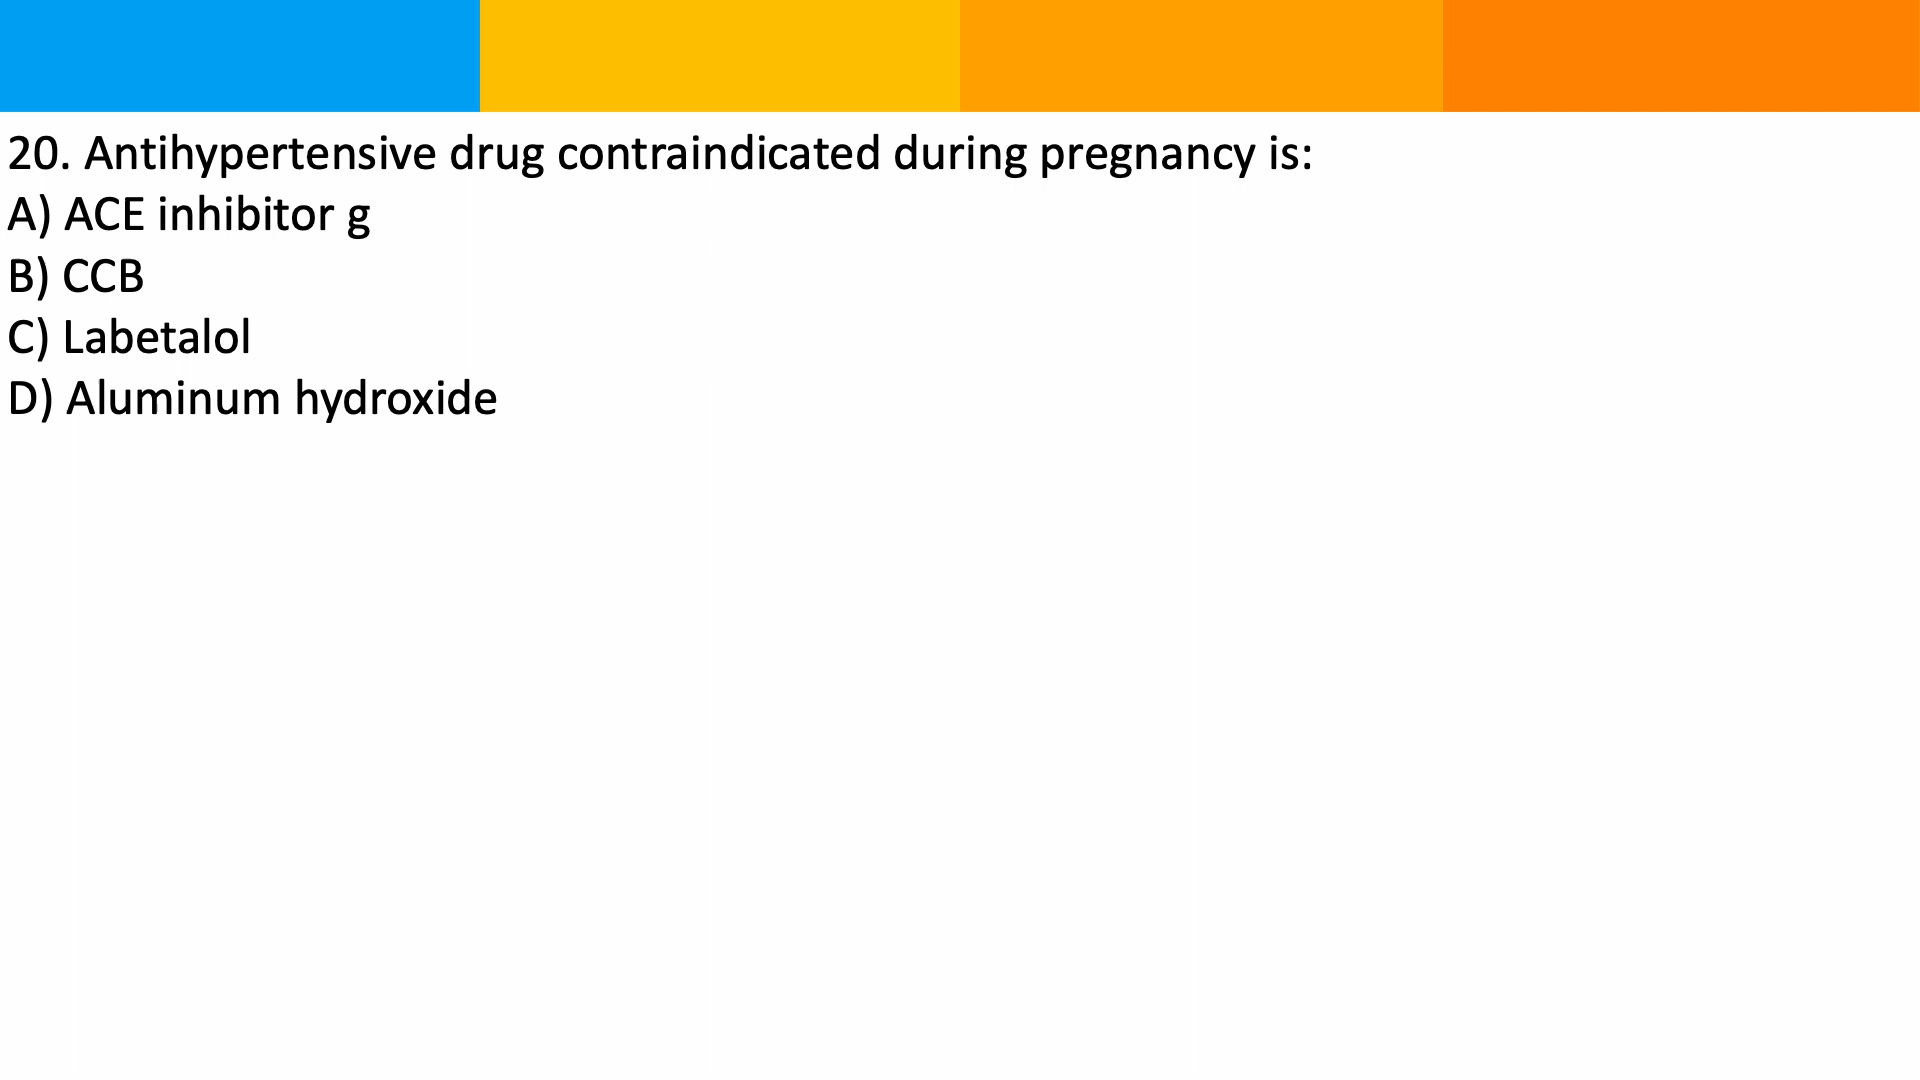 20. Antihypertensive drug contraindicated during pregnancy is:
A) ACE inhibitor g
B) CCB
C) Labetalol
D) Aluminum hydroxide